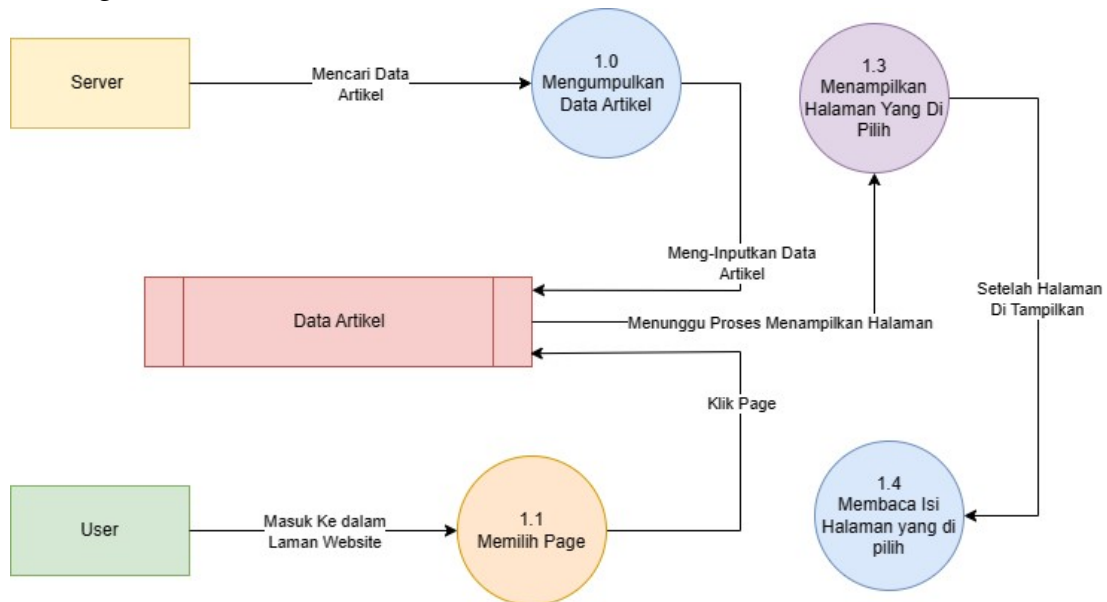 Server
Mencari Data
Artikel
1.0
Mengumpulkan
Data Artikel
1.3
Menampilkan
Halaman Yang Di
Pilih
Meng-Inputkan Data
Artikel
Setelah Halaman
Di Tampilkan
Data Artikel
Menunggu Proses Menampilkan Halaman
Klik Page
User
Masuk Ke dalam
Laman Website
1.1
Memilih Page
1.4
Membaca Isi
Halaman yang di
pilih